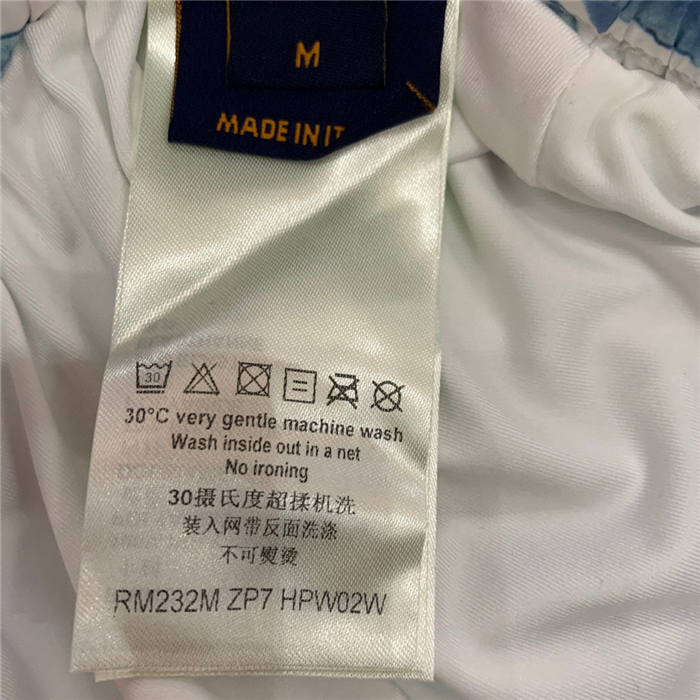 M
MADE IN IT
30
30°C very gentle machine wash
Wash inside out in a net
No ironing
30摄氏度超揉机洗
装入网带反面洗涤
不可熨烫
RM232M ZP7 HPW02W